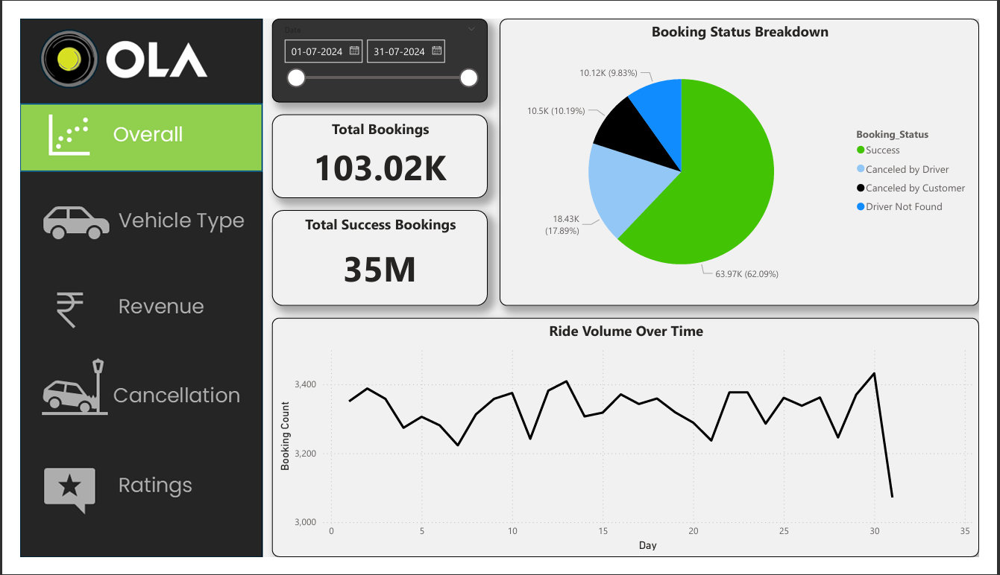 OLA
Overall
Vehicle Type
Revenue
Cancellation
Ratings
Date
01-07-2024
31-07-2024
Total Bookings
103.02K
Total Success Bookings
35M
Booking Status Breakdown
10.12K (9.83%)
10.5K (10.19%)
18.43K
(17.89%)
63.97K (62.09%)
Booking_Status
Success
Canceled by Driver
Canceled by Customer
Driver Not Found
Ride Volume Over Time
Booking Count
3,400
3,200
3,000
0 5 10 15 20 25 30 35
Day